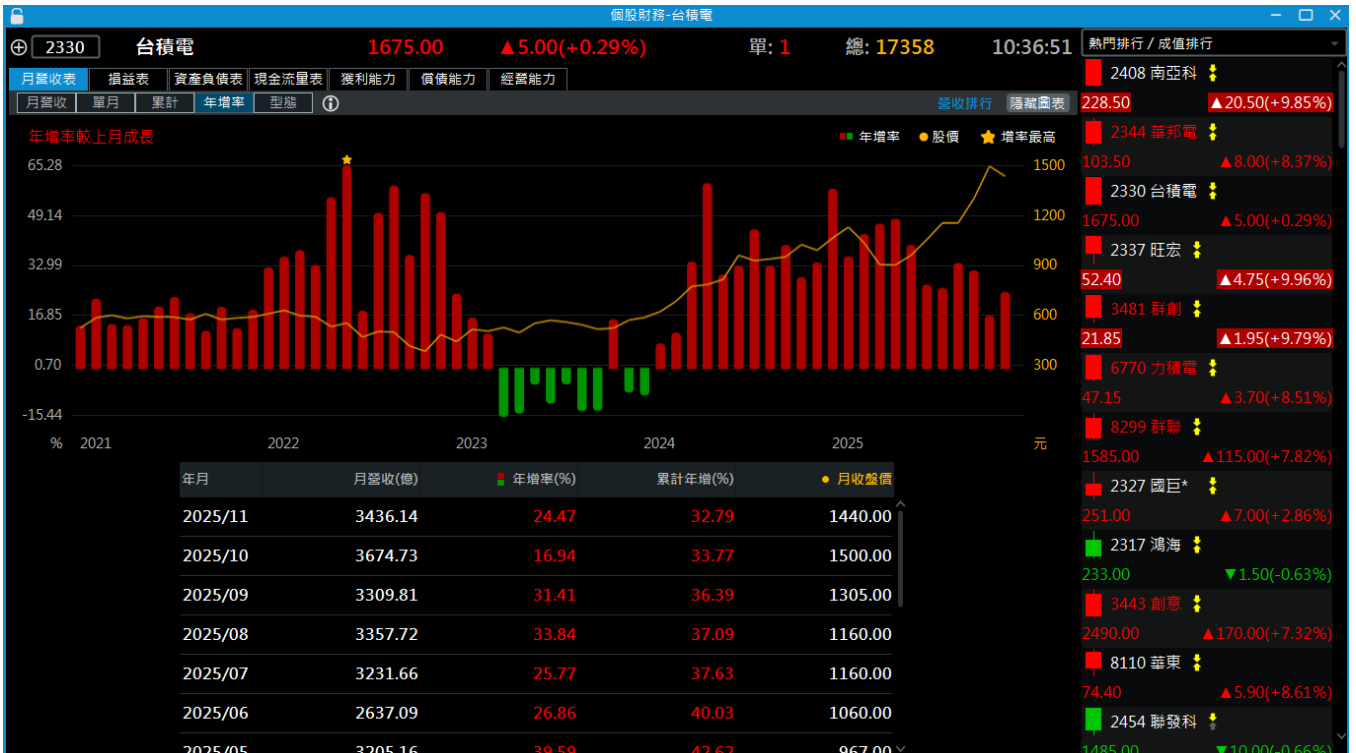 個股財務-台積電
2330 台積電 1675.00 ▲5.00(+0.29%) 單: 1 總: 17358 10:36:51
月營收表 損益表 資產負債表 現金流量表 獲利能力 償債能力 經營能力
月營收 單月 累計 年增率 型態 營收排行 隱藏圖表
年增率較上月成長
年增率 股價 增率最高
65.28 1500
49.14 1200
32.99 900
16.85 600
0.70 300
-15.44
% 2021 2022 2023 2024 2025 元
年月 月營收(億) 年增率(%) 累計年增(%) 月收盤價
2025/11 3436.14 24.47 32.79 1440.00
2025/10 3674.73 16.94 33.77 1500.00
2025/09 3309.81 31.41 36.39 1305.00
2025/08 3357.72 33.84 37.09 1160.00
2025/07 3231.66 25.77 37.63 1160.00
2025/06 2637.09 26.86 40.03 1060.00
2025/05 3205.16 39.59 42.62 967.00
熱門排行 / 成值排行
2408 南亞科
228.50 ▲20.50(+9.85%)
2344 華邦電
103.50 ▲8.00(+8.37%)
2330 台積電
1675.00 ▲5.00(+0.29%)
2337 旺宏
52.40 ▲4.75(+9.96%)
3481 群創
21.85 ▲1.95(+9.79%)
6770 力積電
47.15 ▲3.70(+8.51%)
8299 群聯
1585.00 ▲115.00(+7.82%)
2327 國巨*
251.00 ▲7.00(+2.86%)
2317 鴻海
233.00 ▼1.50(-0.63%)
3443 創意
2490.00 ▲170.00(+7.32%)
8110 華東
74.40 ▲5.90(+8.61%)
2454 聯發科
1485.00 ▼10.00(-0.66%)